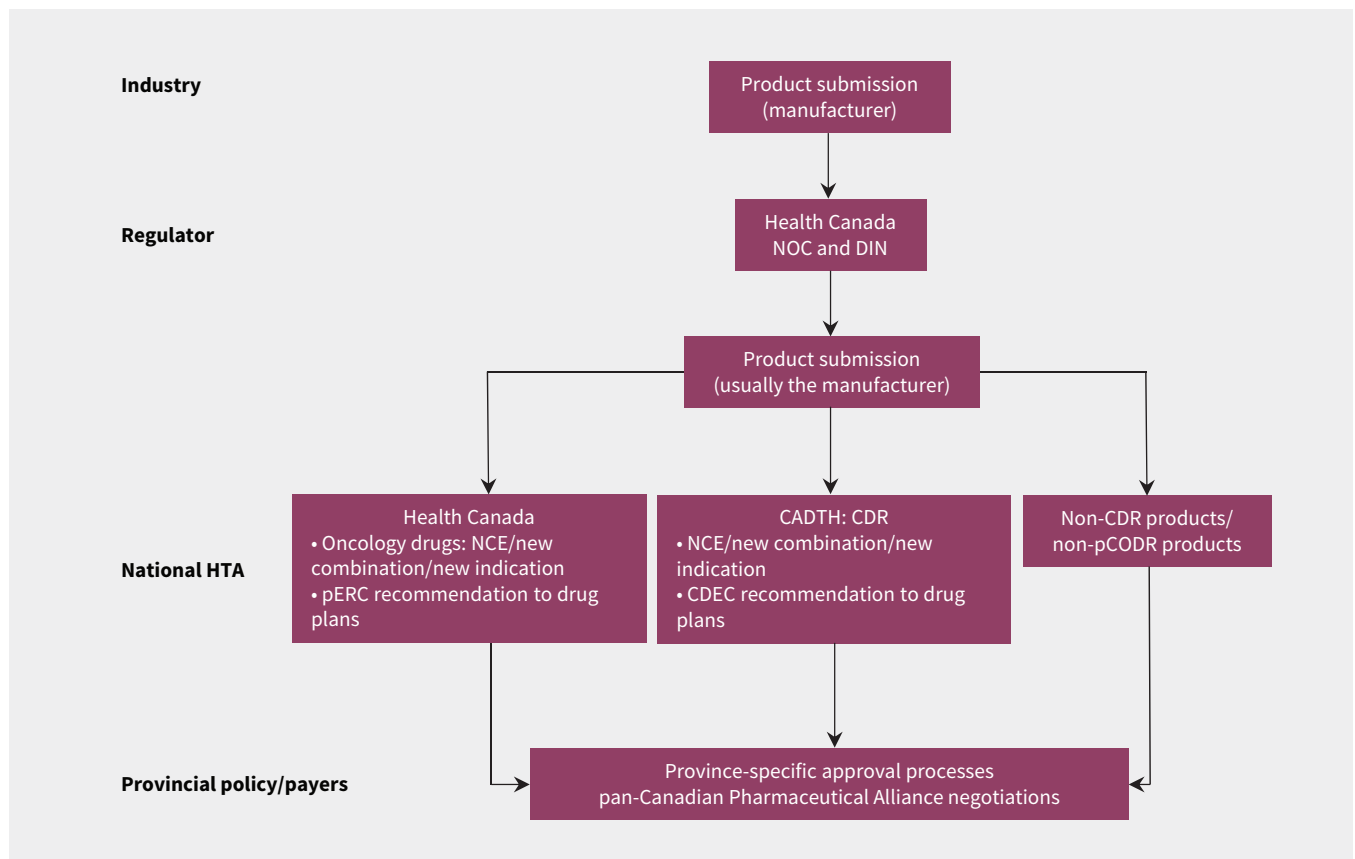 Industry
Product submission
(manufacturer)
Regulator
Health Canada
NOC and DIN
Product submission
(usually the manufacturer)
National HTA
Health Canada
• Oncology drugs: NCE/new
combination/new indication
• pERC recommendation to drug
plans
CADTH: CDR
• NCE/new combination/new
indication
• CDEC recommendation to drug
plans
Non-CDR products/
non-pCODR products
Provincial policy/payers
Province-specific approval processes
pan-Canadian Pharmaceutical Alliance negotiations